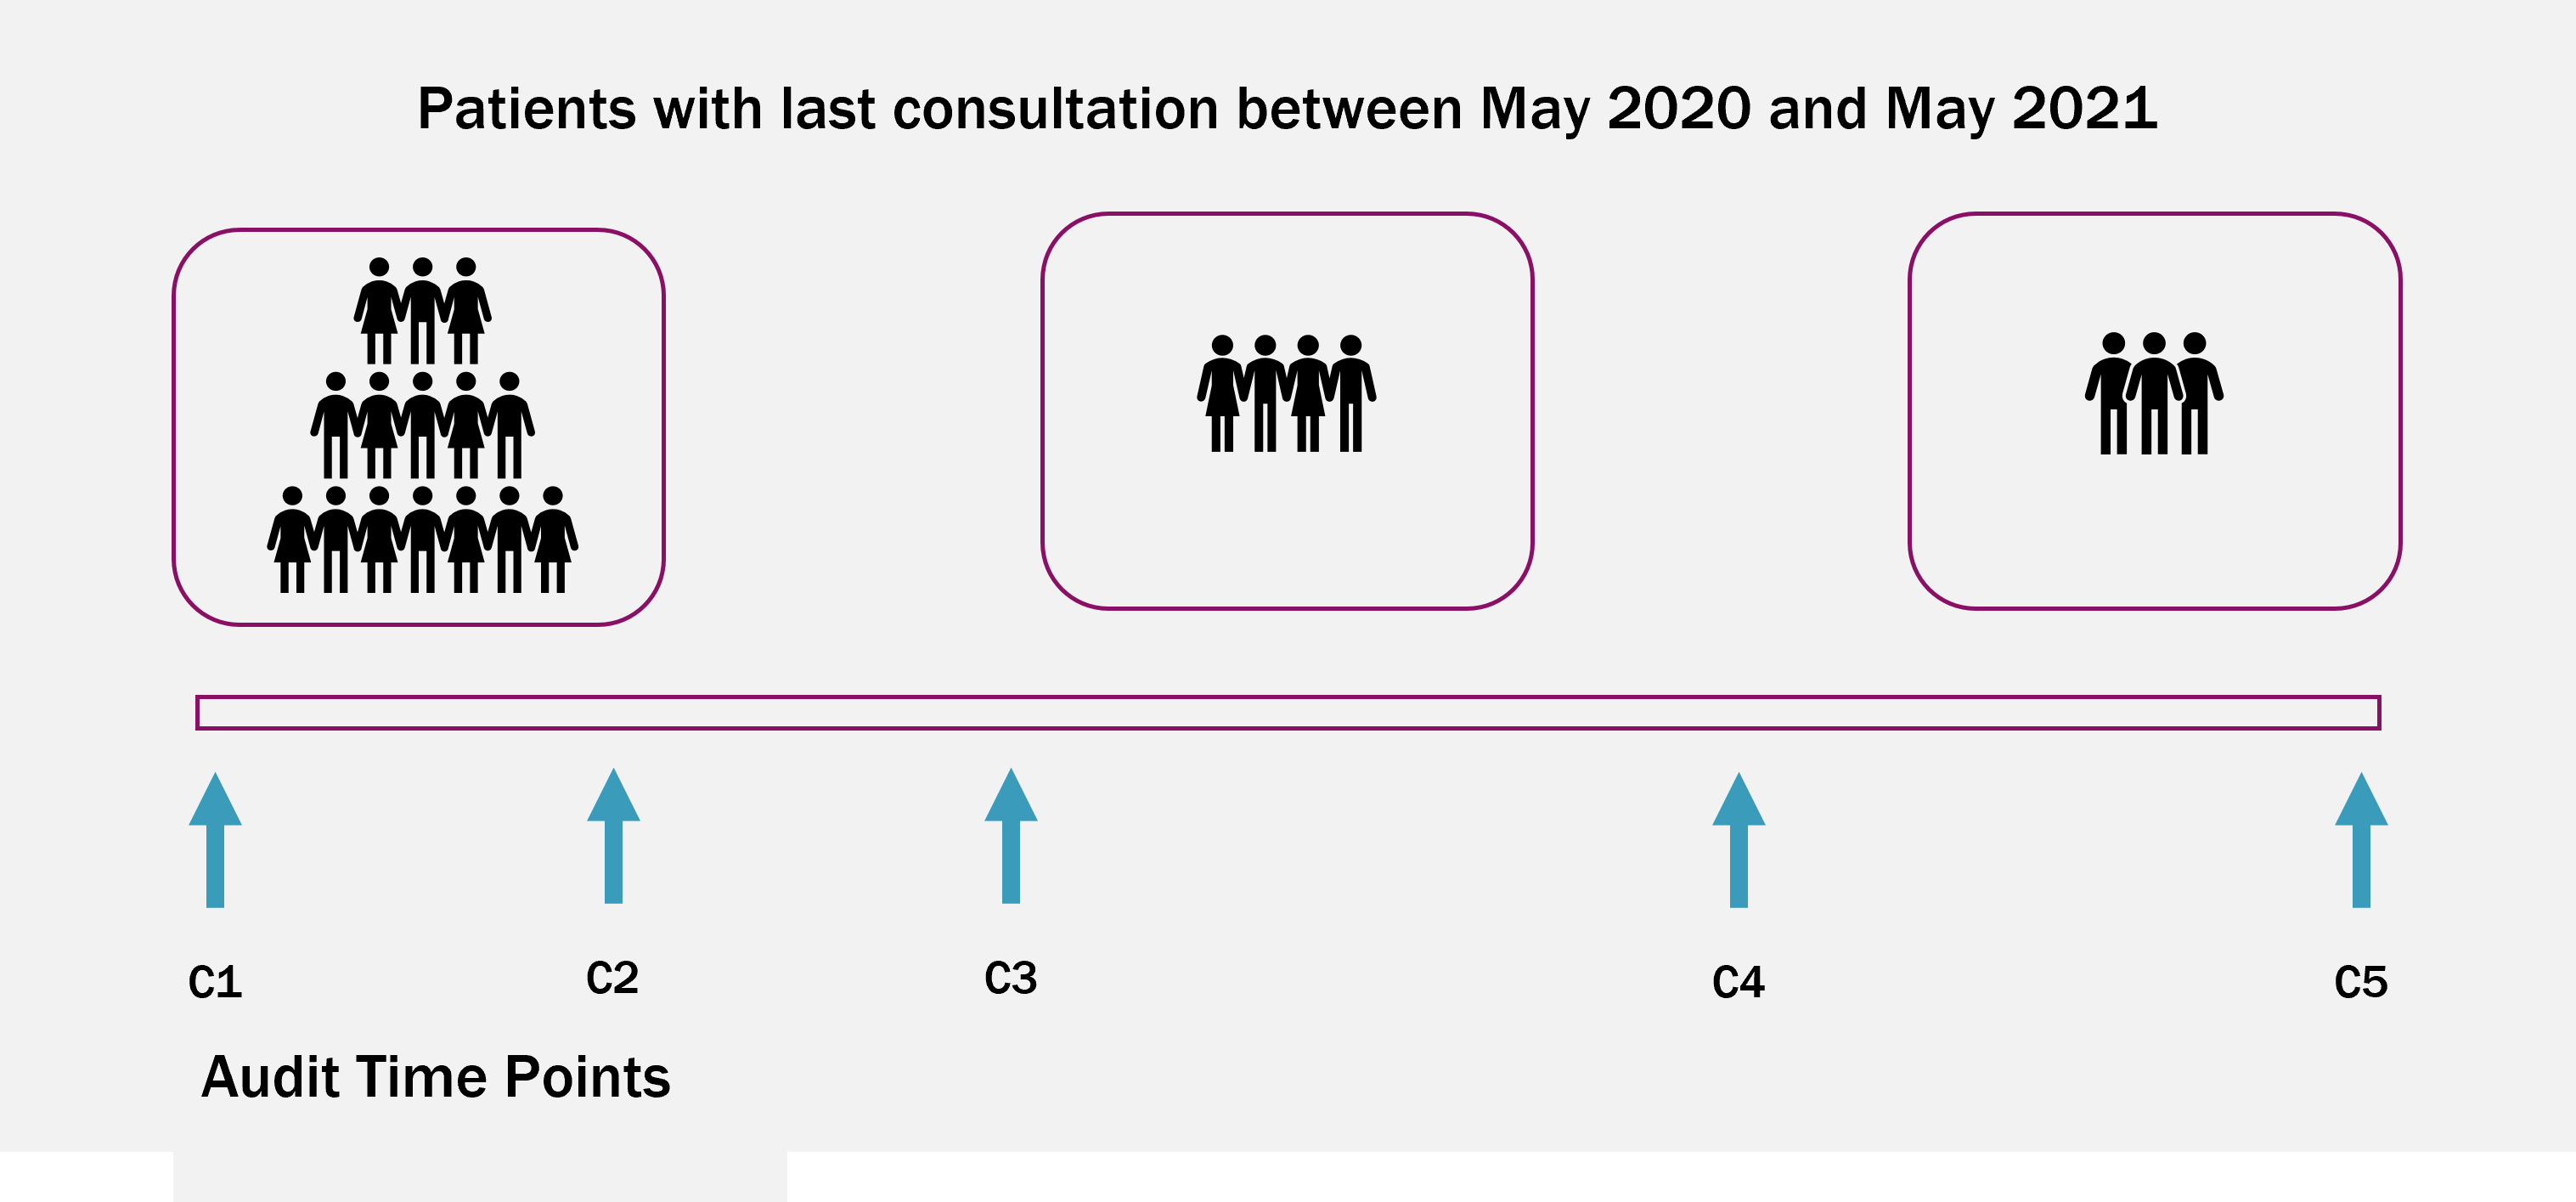 Patients with last consultation between May 2020 and May 2021
C1
C2
C3
C4
C5
Audit Time Points